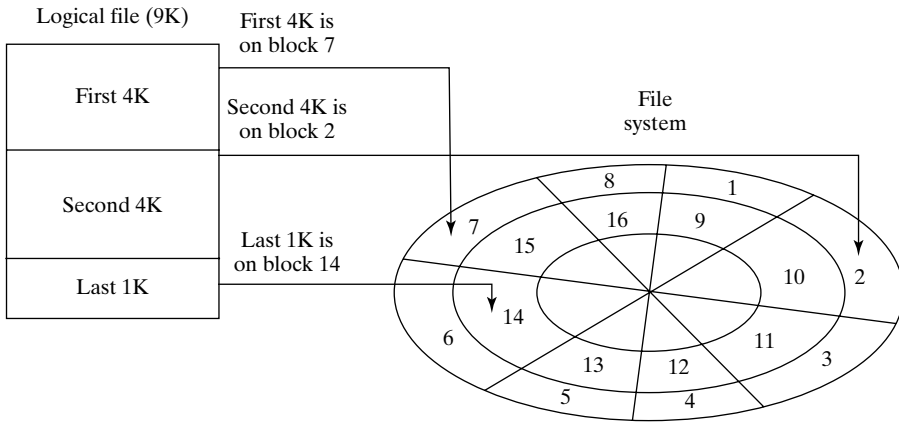 Logical file (9K)
First 4K is
on block 7
First 4K
Second 4K is
on block 2
File
system
Second 4K
Last 1K is
on block 14
Last 1K
8
1
7
16
9
15
10
2
14
6
11
13
12
3
5
4